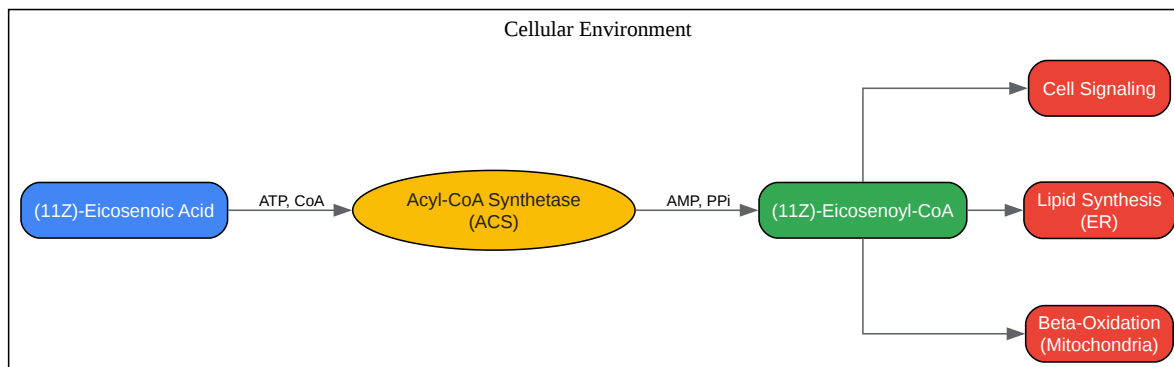 Cellular Environment
Cell Signaling
(11Z)-Eicosenoic Acid
ATP, CoA
Acyl-CoA Synthetase
(ACS)
AMP, PPi
(11Z)-Eicosenoyl-CoA
Lipid Synthesis
(ER)
Beta-Oxidation
(Mitochondria)